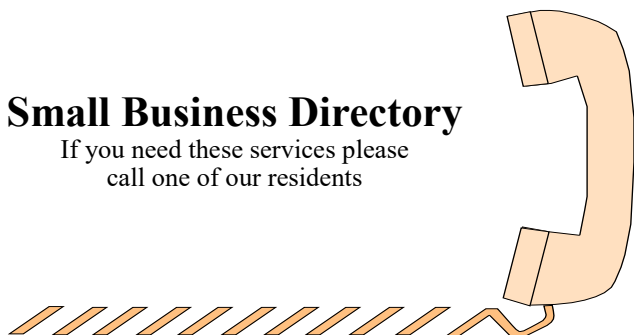 Small Business Directory
If you need these services please
call one of our residents